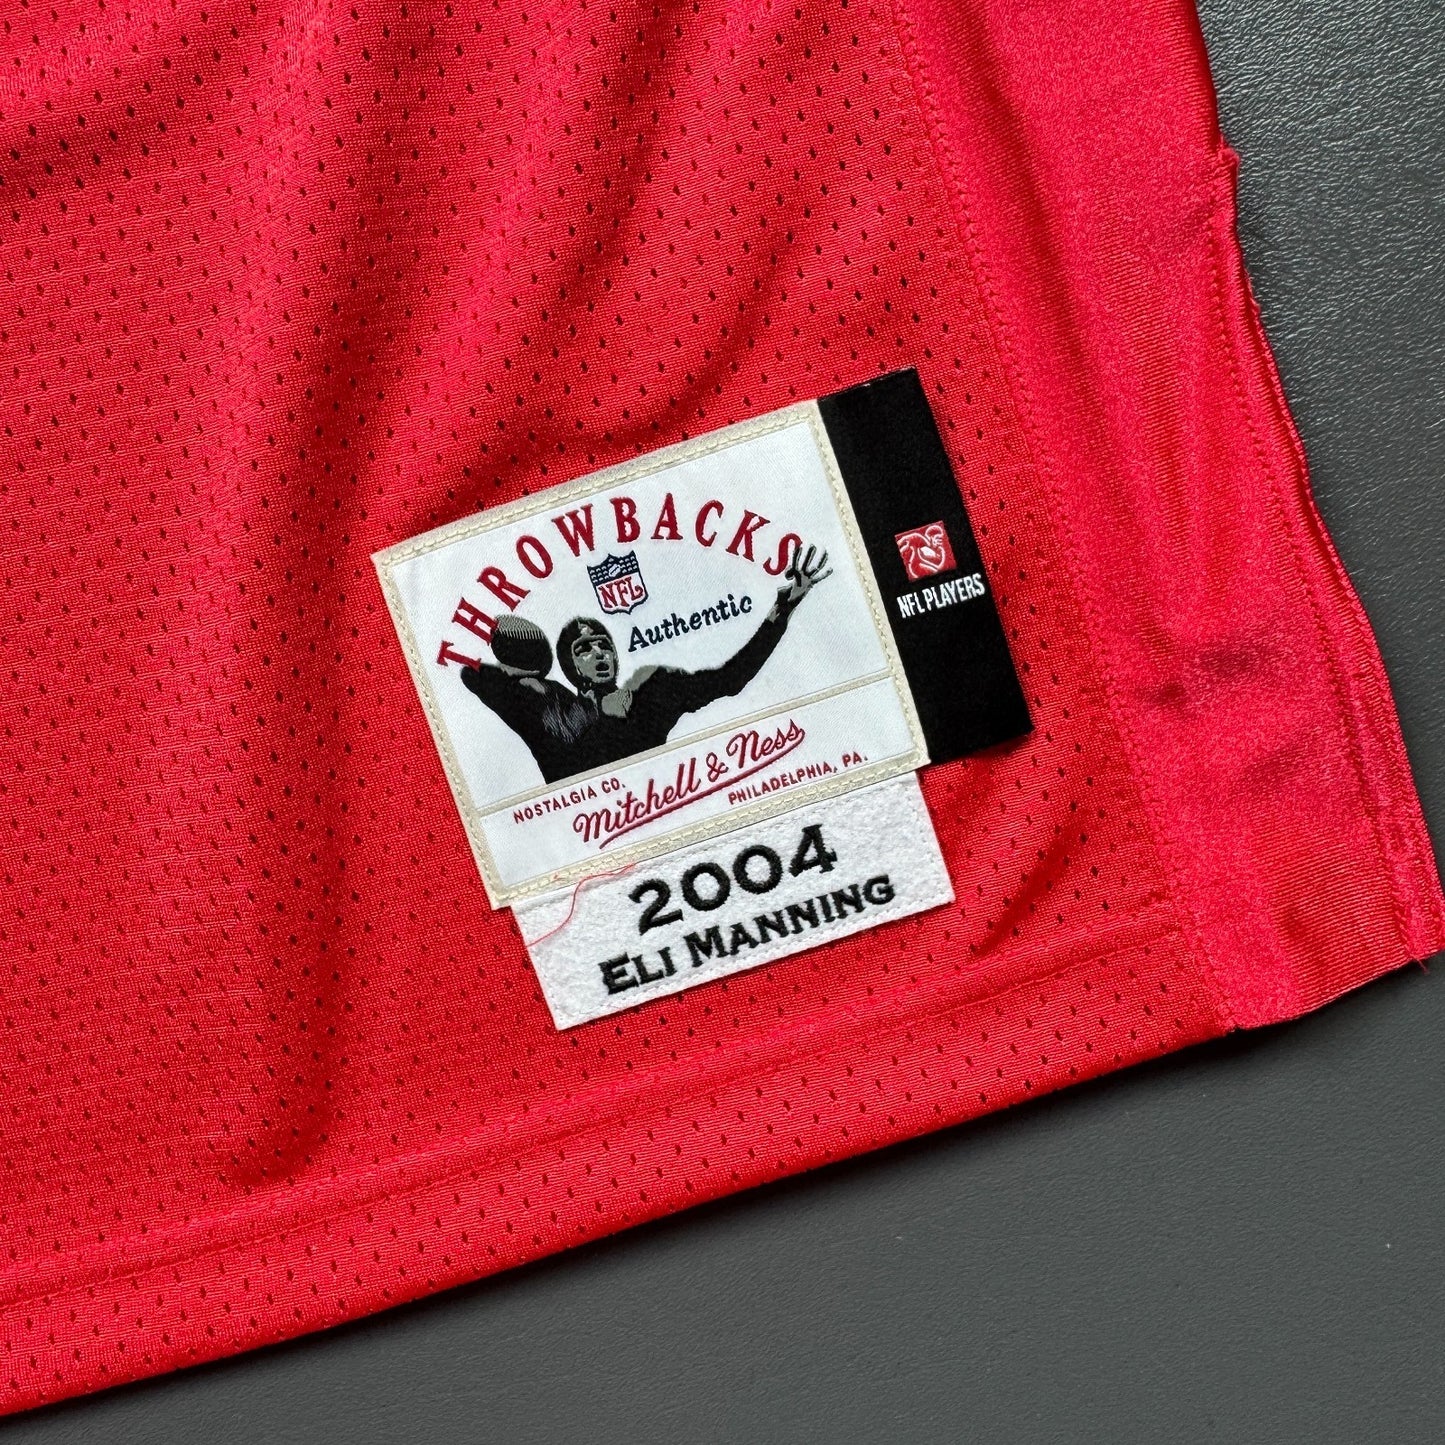 THROWBACKS
NFL
Authentic
NFL PLAYERS
NOSTALGIA CO.
Mitchell & Ness
PHILADELPHIA, PA.
2004
ELI MANNING